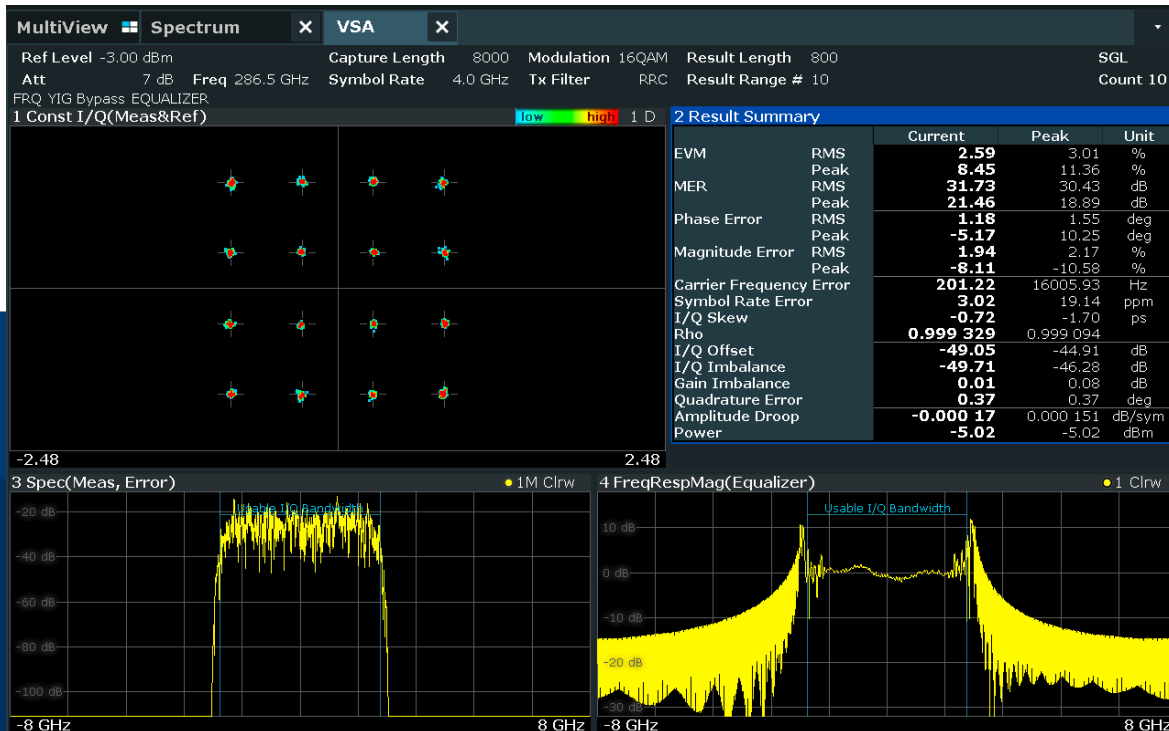 MultiView Spectrum X VSA X
Ref Level -3.00 dBm Capture Length 8000 Modulation 16QAM Result Length 800 SGL
Att 7 dB Freq 286.5 GHz Symbol Rate 4.0 GHz Tx Filter RRC Result Range # 10 Count 10
FRQ YIG Bypass EQUALIZER
1 Const I/Q(Meas&Ref) low high 1 D
-2.48 2.48
2 Result Summary
Current Peak Unit
EVM RMS 2.59 3.01 %
Peak 8.45 11.36 %
MER RMS 31.73 30.43 dB
Peak 21.46 18.89 dB
Phase Error RMS 1.18 1.55 deg
Peak -5.17 10.25 deg
Magnitude Error RMS 1.94 2.17 %
Peak -8.11 -10.58 %
Carrier Frequency Error 201.22 16005.93 Hz
Symbol Rate Error 3.02 19.14 ppm
I/Q Skew -0.72 -1.70 ps
Rho 0.999 329 0.999 094
I/Q Offset -49.05 -44.91 dB
I/Q Imbalance -49.71 -46.28 dB
Gain Imbalance 0.01 0.08 dB
Quadrature Error 0.37 0.37 deg
Amplitude Droop -0.000 17 0.000 151 dB/sym
Power -5.02 -5.02 dBm
3 Spec(Meas, Error) 1M Clrw
Usable I/Q Bandwidth
-20 dB
-40 dB
-60 dB
-80 dB
-100 dB
-8 GHz 8 GHz
4 FreqRespMag(Equalizer) 1 Clrw
Usable I/Q Bandwidth
10 dB
0 dB
-10 dB
-20 dB
-30 dB
-8 GHz 8 GHz